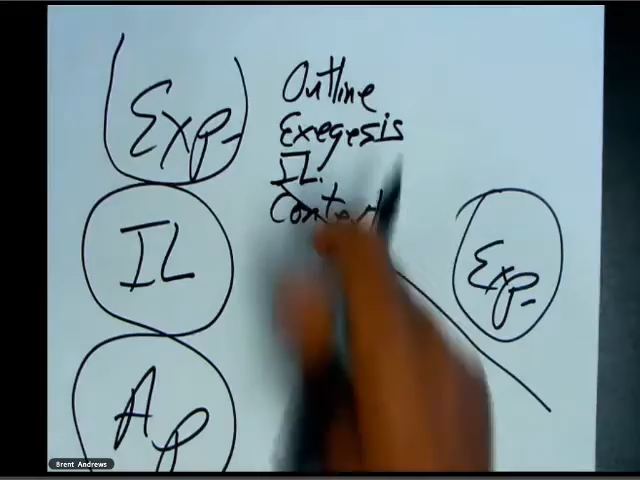 Exp.
IL
Ap
Outline
Exegesis
IL.
Exp.
Brent Andrews